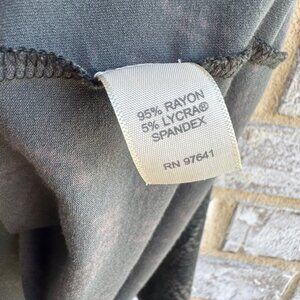 95% RAYON
5% LYCRA®
SPANDEX
RN 97641